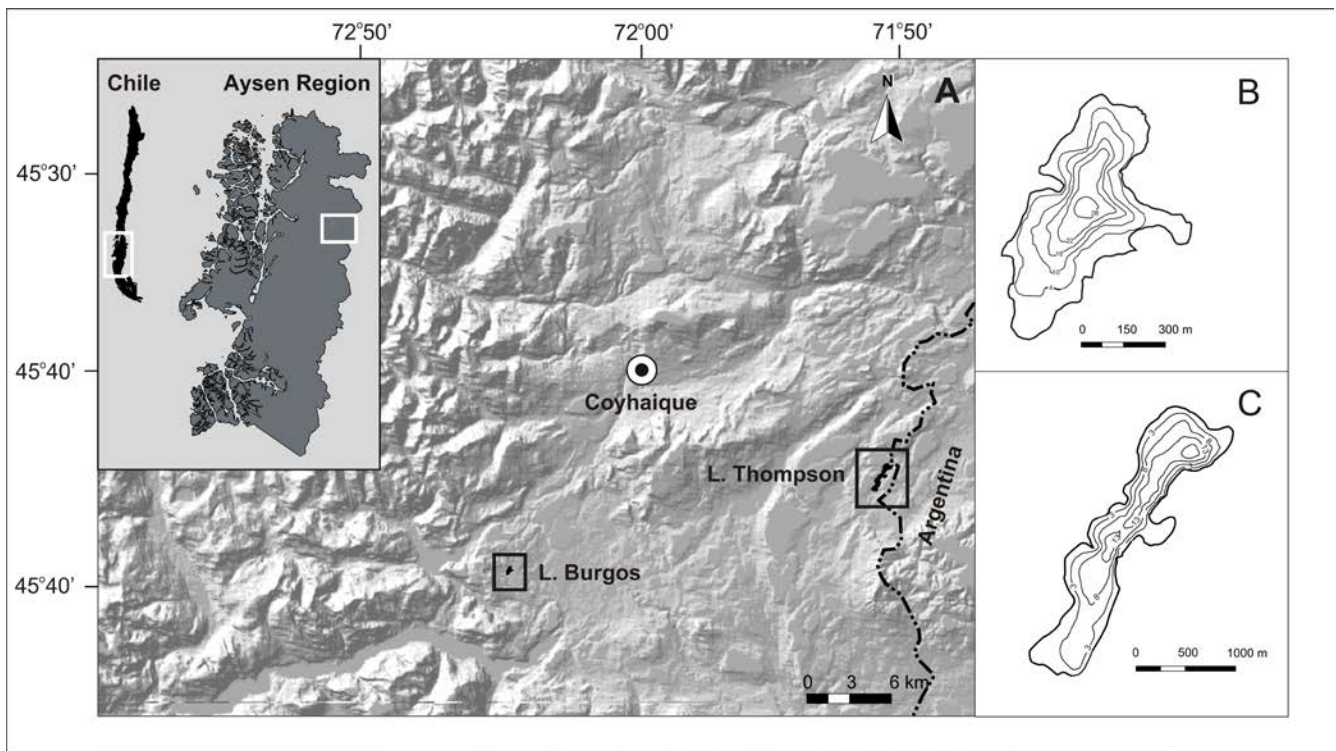 72°50' 72°00' 71°50'
Chile Aysen Region
A
N
B
45°30'
0 150 300 m
45°40'
Coyhaique
C
L. Thompson
Argentina
L. Burgos
45°40'
0 500 1000 m
0 3 6 km